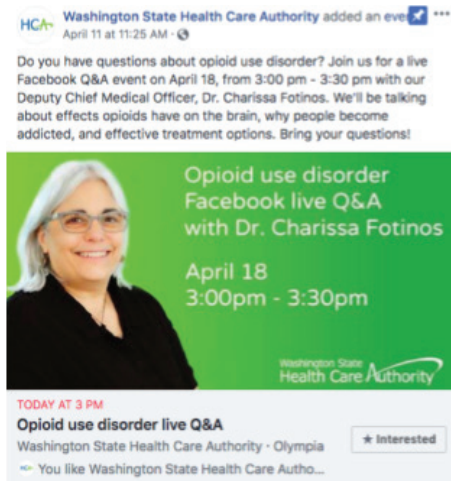 HCA
Washington State Health Care Authority added an eve
April 11 at 11:25 AM ·
Do you have questions about opioid use disorder? Join us for a live
Facebook Q&A event on April 18, from 3:00 pm - 3:30 pm with our
Deputy Chief Medical Officer, Dr. Charissa Fotinos. We'll be talking
about effects opioids have on the brain, why people become
addicted, and effective treatment options. Bring your questions!
Opioid use disorder
Facebook live Q&A
with Dr. Charissa Fotinos
April 18
3:00pm - 3:30pm
Washington State
Health Care Authority
TODAY AT 3 PM
Opioid use disorder live Q&A
Washington State Health Care Authority · Olympia
★ Interested
HCA You like Washington State Health Care Autho...